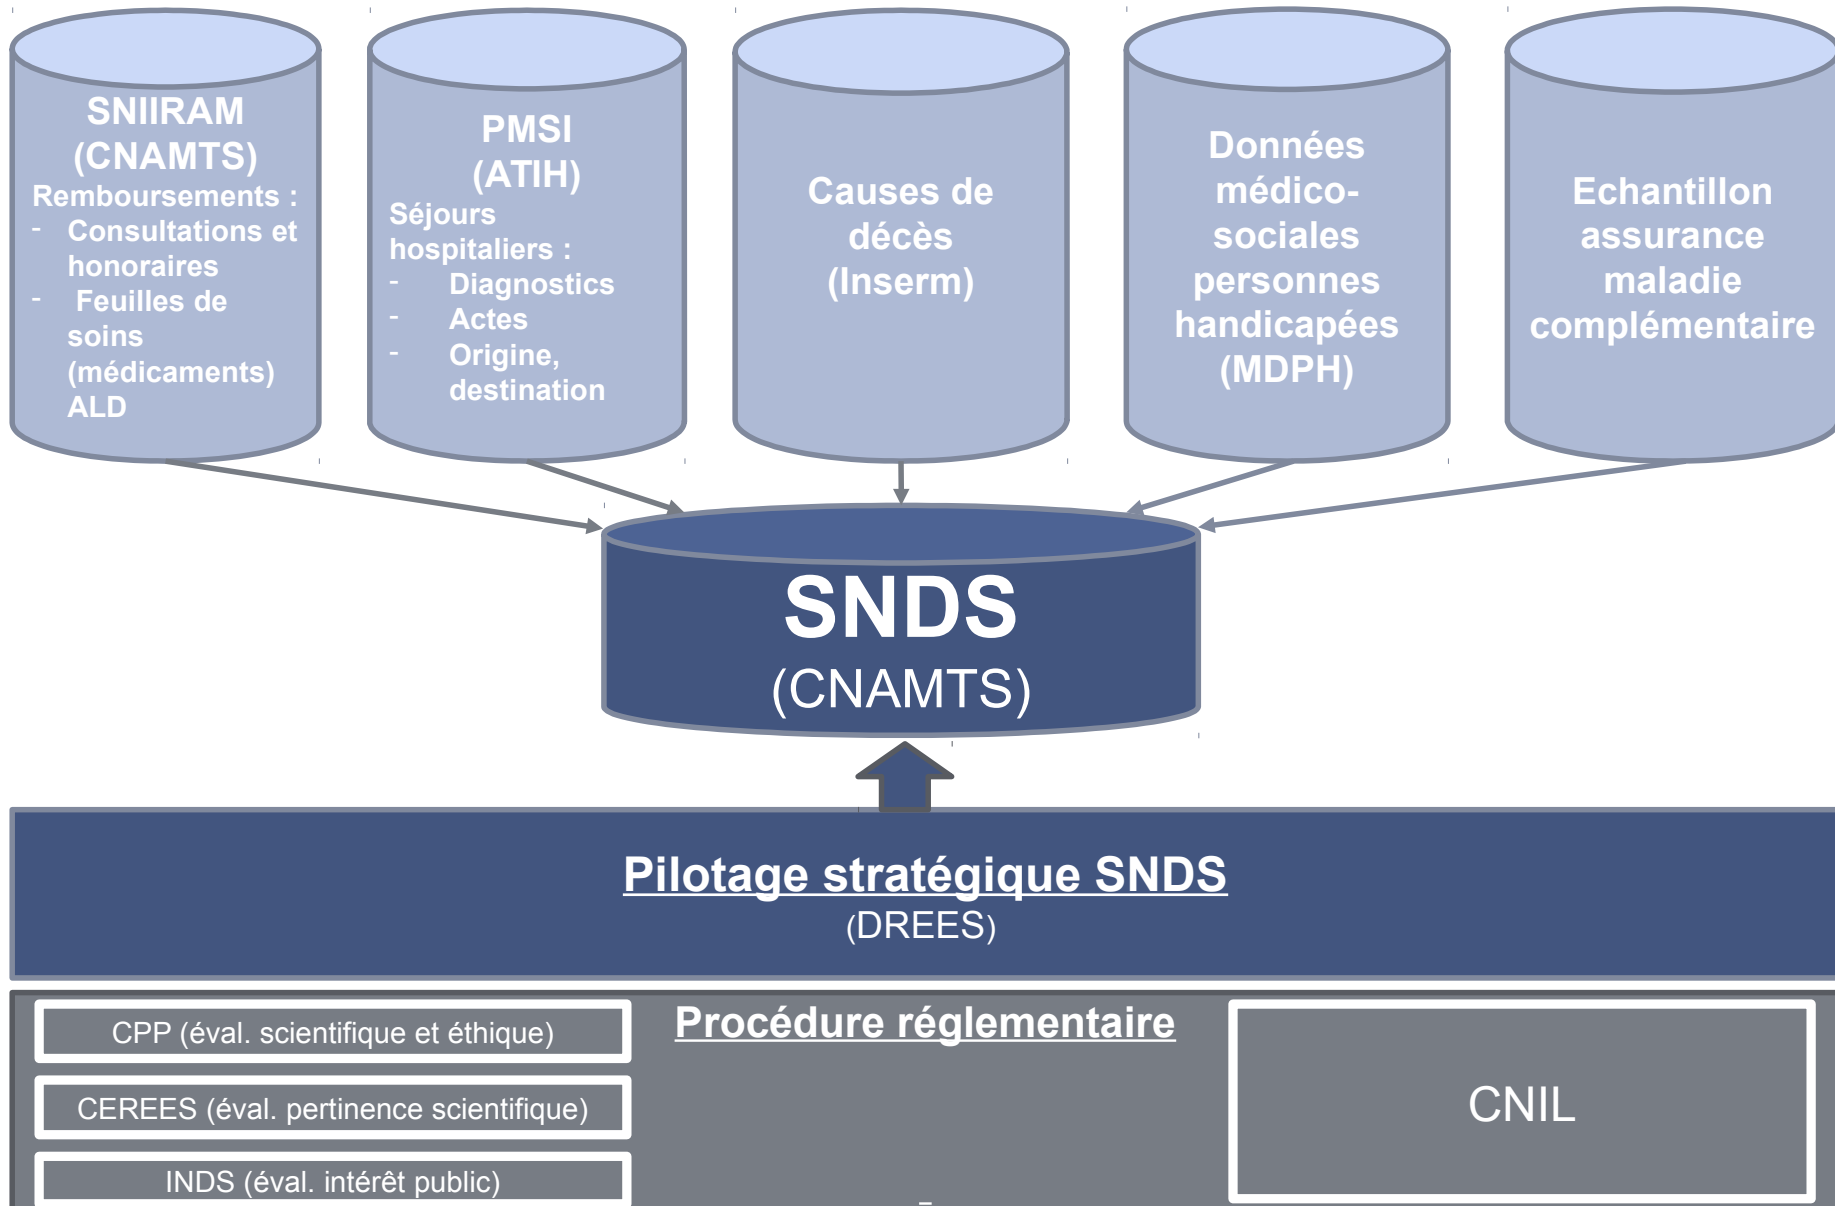 SNIIRAM
(CNAMTS)
Remboursements :
- Consultations et
honoraires
- Feuilles de
soins
(médicaments)
ALD
PMSI
(ATIH)
Séjours
hospitaliers :
- Diagnostics
- Actes
- Origine,
destination
Causes de
décès
(Inserm)
Données
médico-
sociales
personnes
handicapées
(MDPH)
Echantillon
assurance
maladie
complémentaire
SNDS
(CNAMTS)
Pilotage stratégique SNDS
(DREES)
Procédure réglementaire
CPP (éval. scientifique et éthique)
CEREES (éval. pertinence scientifique)
INDS (éval. intérêt public)
CNIL